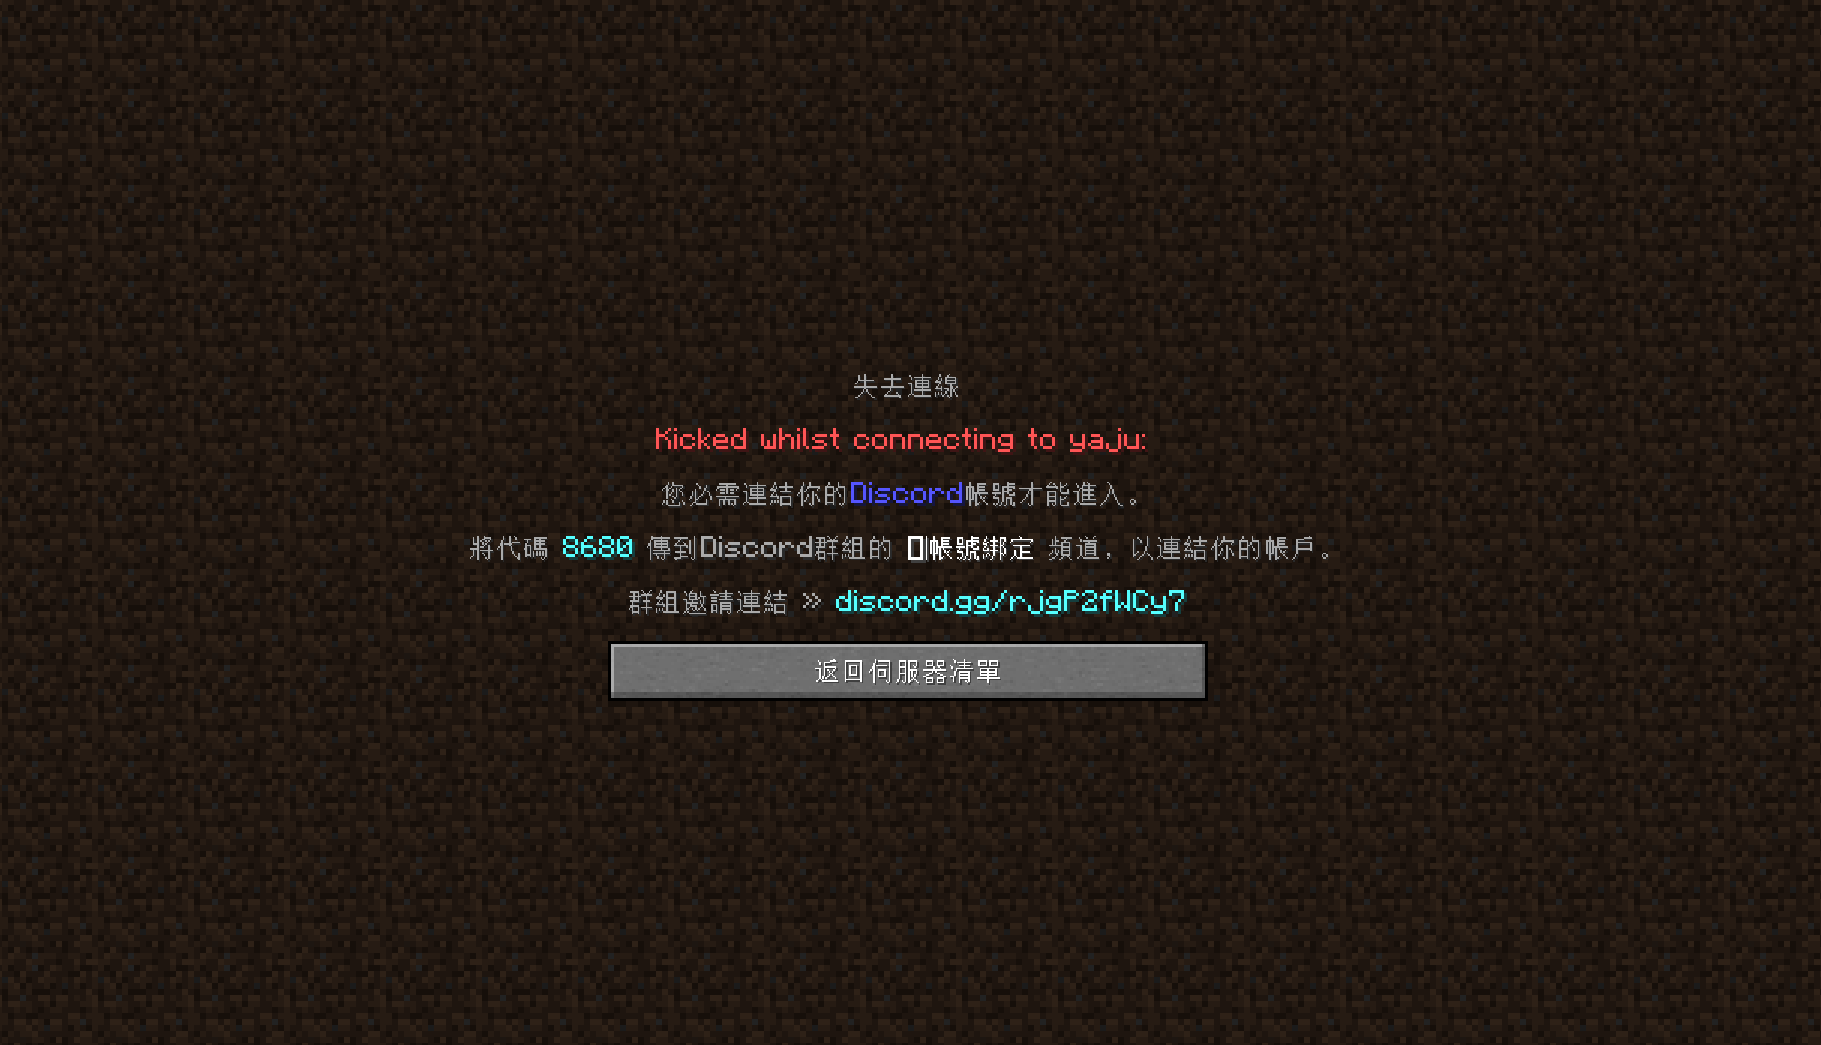 失去連線
Kicked whilst connecting to yaju:
您必需連結你的Discord帳號才能進入。
將代碼 8680 傳到Discord群組的 帳號綁定 頻道, 以連結你的帳戶。
群組邀請連結 » discord.gg/rjgP2fWCy7
返回伺服器清單